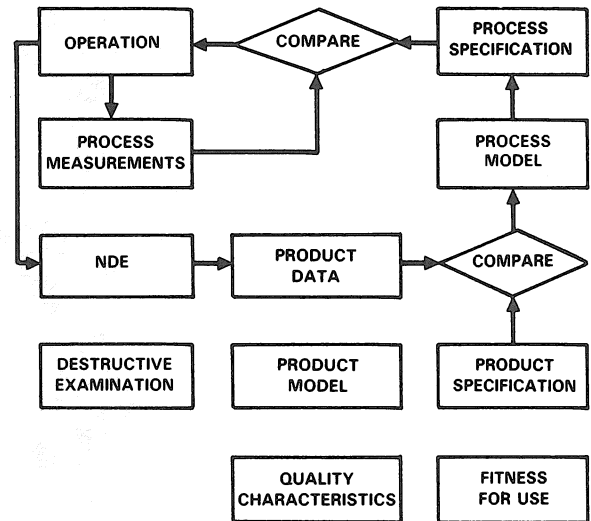 OPERATION
COMPARE
PROCESS
SPECIFICATION
PROCESS
MEASUREMENTS
PROCESS
MODEL
NDE
PRODUCT
DATA
COMPARE
DESTRUCTIVE
EXAMINATION
PRODUCT
MODEL
PRODUCT
SPECIFICATION
QUALITY
CHARACTERISTICS
FITNESS
FOR USE